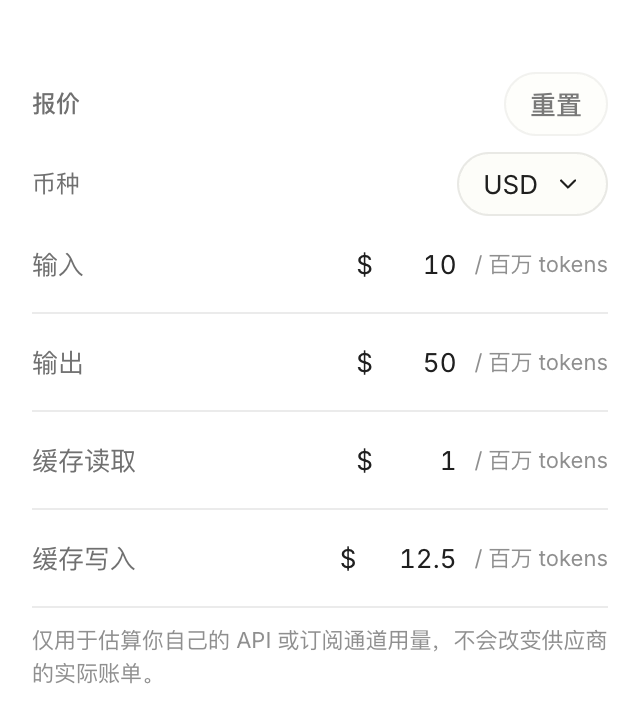 报价
重置
币种
USD
输入 $ 10 / 百万 tokens
输出 $ 50 / 百万 tokens
缓存读取 $ 1 / 百万 tokens
缓存写入 $ 12.5 / 百万 tokens
仅用于估算你自己的 API 或订阅通道用量，不会改变供应商
的实际账单。